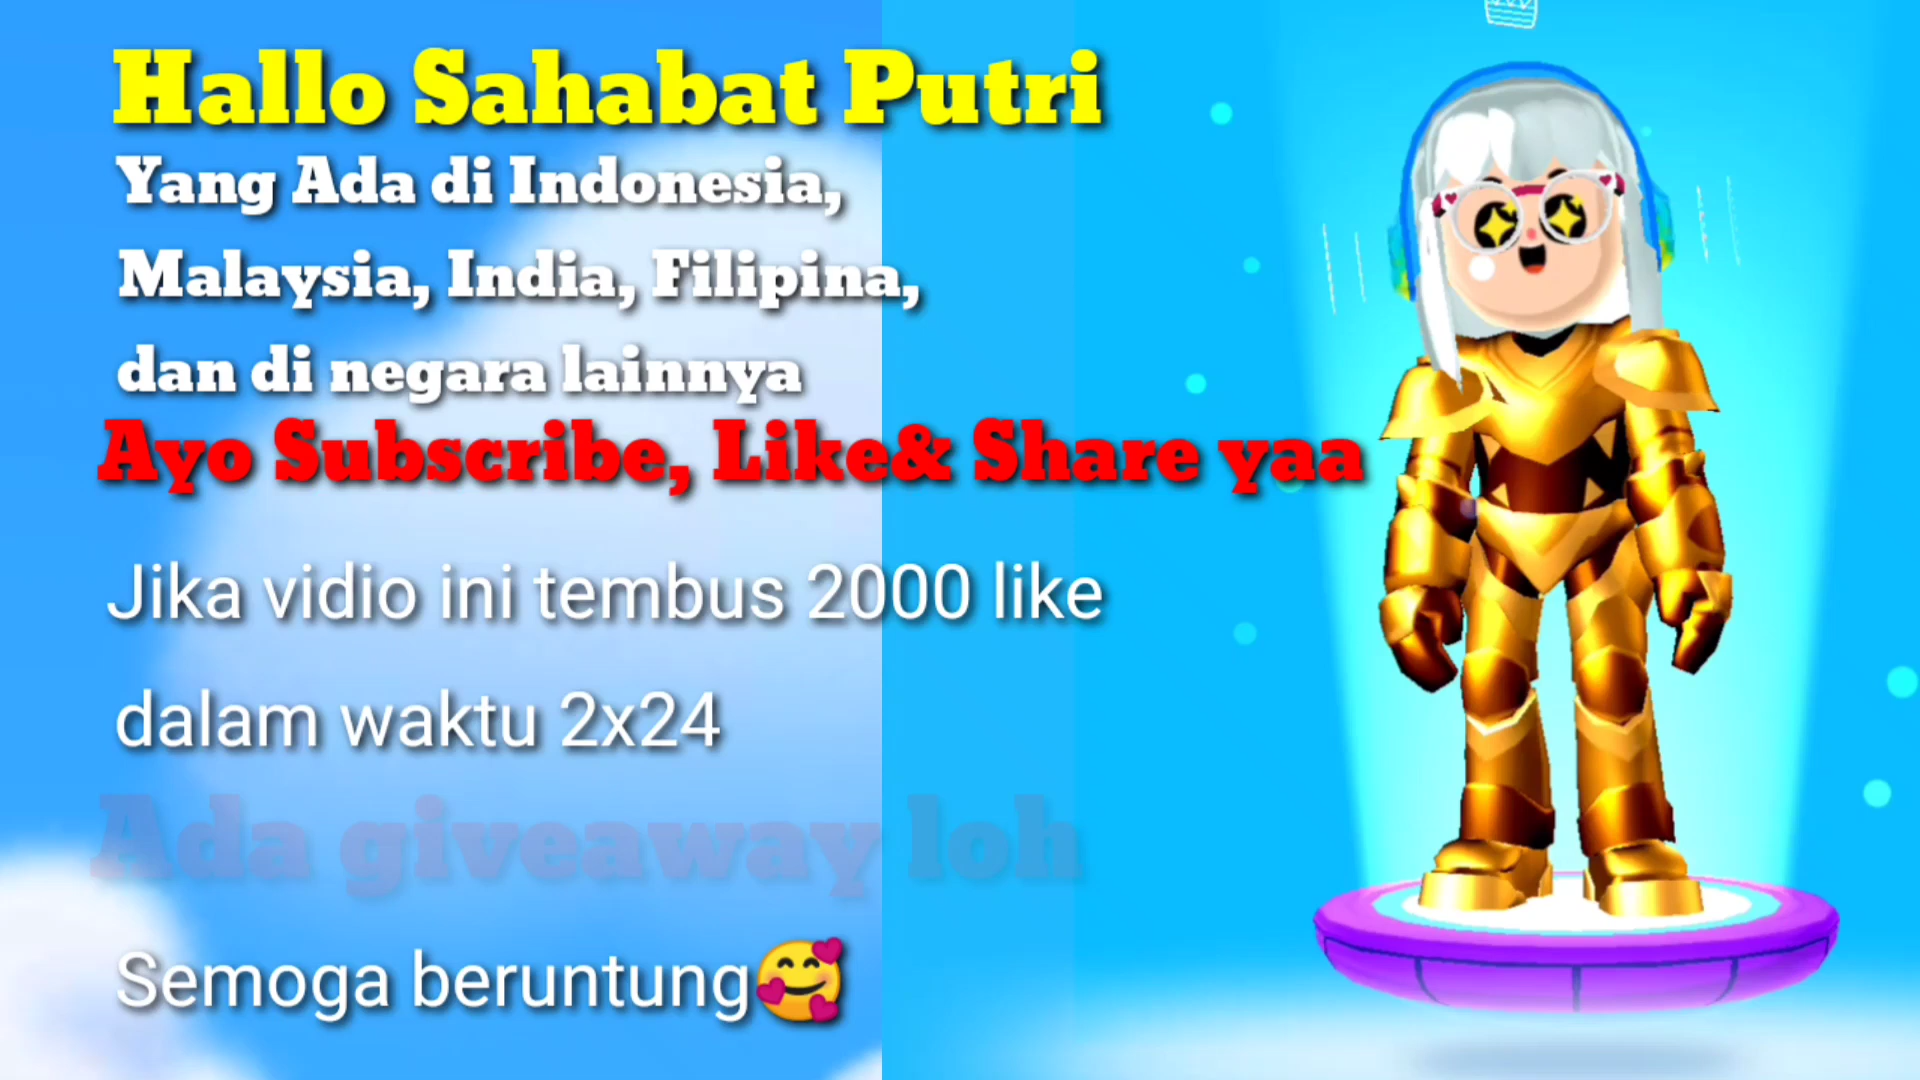 Hallo Sahabat Putri
Yang Ada di Indonesia,
Malaysia, India, Filipina,
dan di negara lainnya
Ayo Subscribe, Like& Share yaa
Jika vidio ini tembus 2000 like
dalam waktu 2x24
Ada giveaway loh
Semoga beruntung🥰